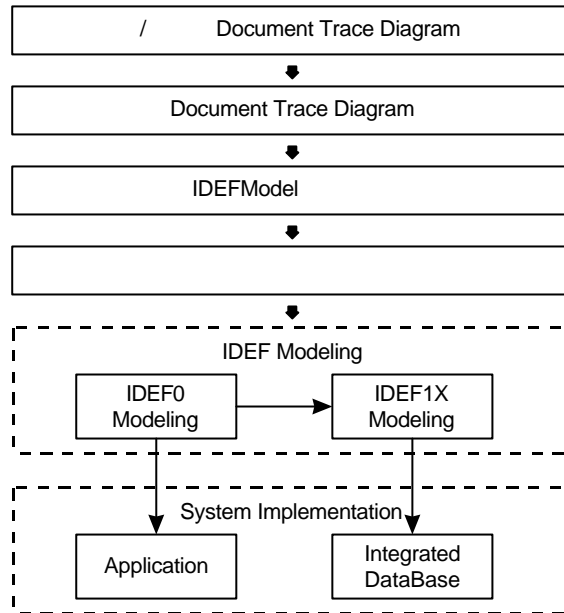 / Document Trace Diagram
Document Trace Diagram
IDEFModel
IDEF Modeling
IDEF0
Modeling
IDEF1X
Modeling
System Implementation
Application
Integrated
DataBase